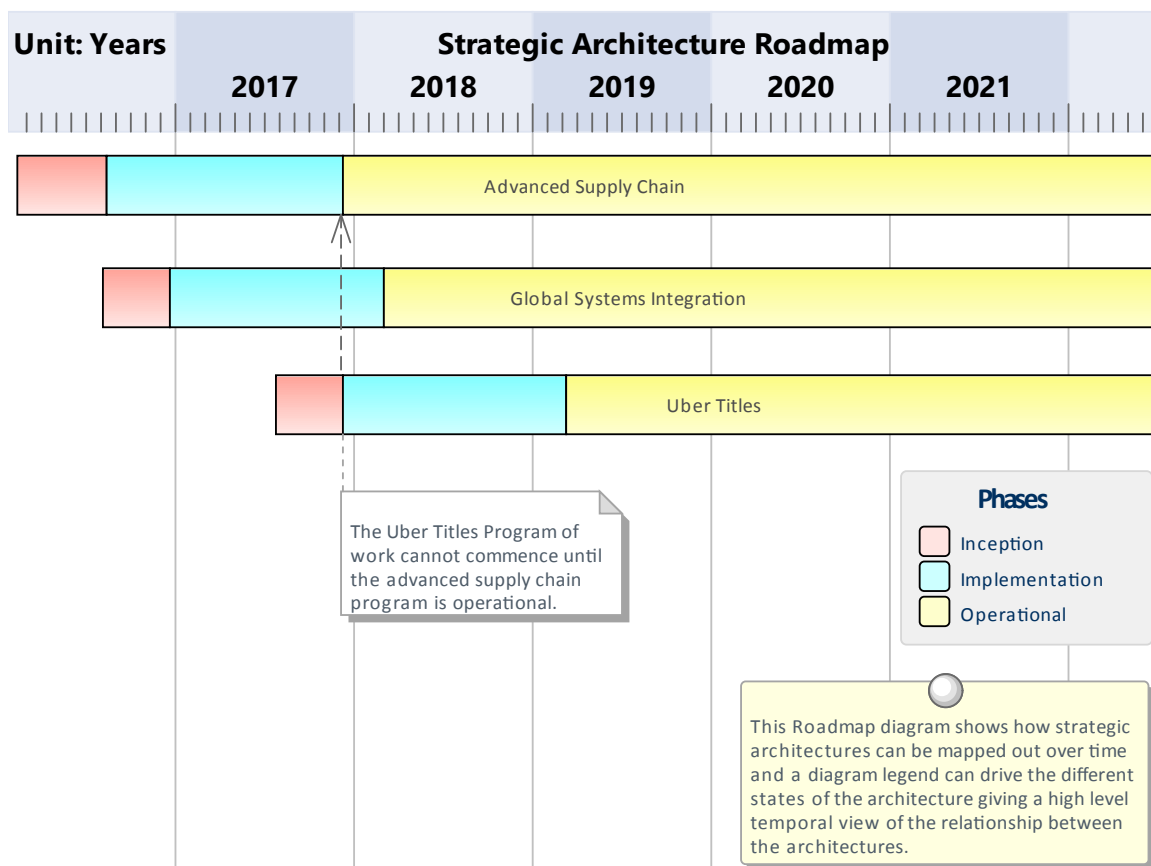 Unit: Years
Strategic Architecture Roadmap
2017
2018
2019
2020
2021
Advanced Supply Chain
Global Systems Integration
Uber Titles
The Uber Titles Program of
work cannot commence until
the advanced supply chain
program is operational.
Phases
Inception
Implementation
Operational
This Roadmap diagram shows how strategic
architectures can be mapped out over time
and a diagram legend can drive the different
states of the architecture giving a high level
temporal view of the relationship between
the architectures.